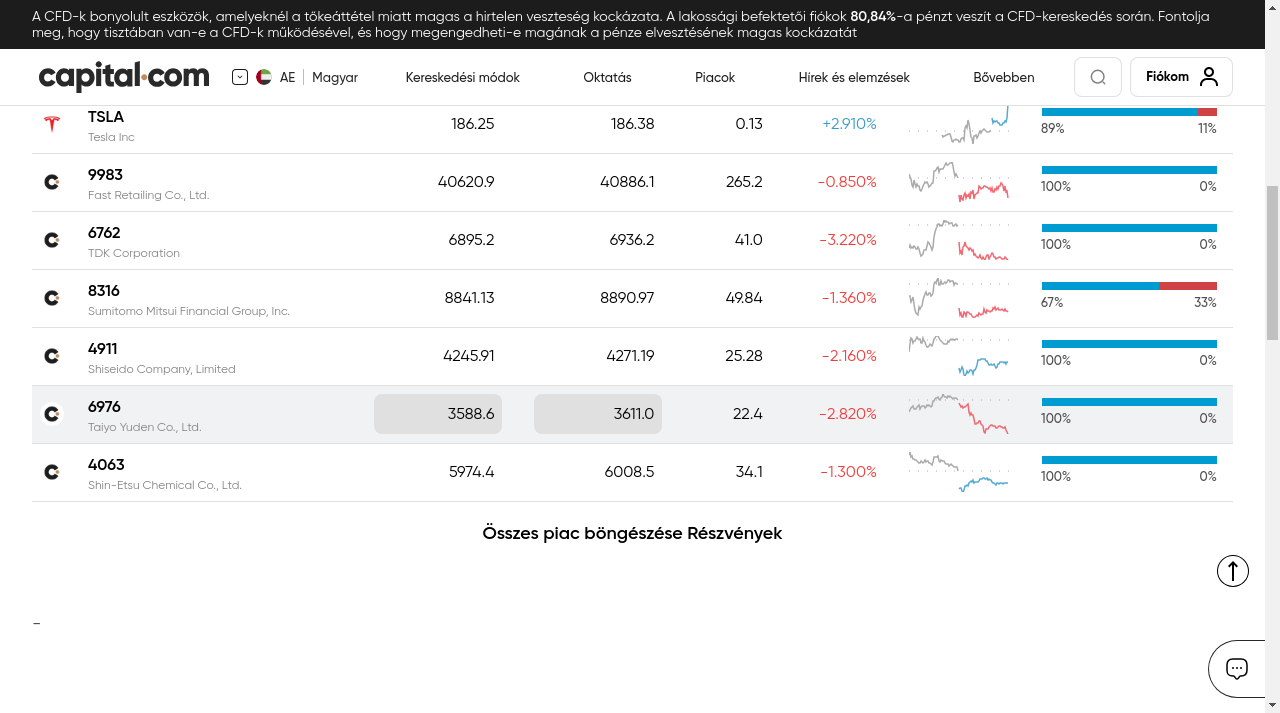 A CFD-k bonyolult eszközök, amelyeknél a tőkeáttétel miatt magas a hirtelen veszteség kockázata. A lakossági befektetői fiókok 80,84%-a pénzt veszít a CFD-kereskedés során. Fontolja
meg, hogy tisztában van-e a CFD-k működésével, és hogy megengedheti-e magának a pénze elvesztésének magas kockázatát
capital.com AE Magyar Kereskedési módok Oktatás Piacok Hírek és elemzések Bővebben Fiókom
TSLA
Tesla Inc
186.25 186.38 0.13 +2.910% 89% 11%
9983
Fast Retailing Co., Ltd.
40620.9 40886.1 265.2 -0.850% 100% 0%
6762
TDK Corporation
6895.2 6936.2 41.0 -3.220% 100% 0%
8316
Sumitomo Mitsui Financial Group, Inc.
8841.13 8890.97 49.84 -1.360% 67% 33%
4911
Shiseido Company, Limited
4245.91 4271.19 25.28 -2.160% 100% 0%
6976
Taiyo Yuden Co., Ltd.
3588.6 3611.0 22.4 -2.820% 100% 0%
4063
Shin-Etsu Chemical Co., Ltd.
5974.4 6008.5 34.1 -1.300% 100% 0%
Összes piac böngészése Részvények
–